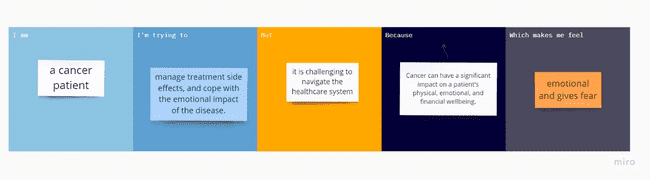 I am
I'm trying to
But
Because
Which makes me feel
a cancer
patient
manage treatment side
effects, and cope with
the emotional impact
of the disease.
it is challenging to
navigate the
healthcare system
Cancer can have a significant
impact on a patient's
physical, emotional, and
financial wellbeing.
emotional
and gives fear
miro